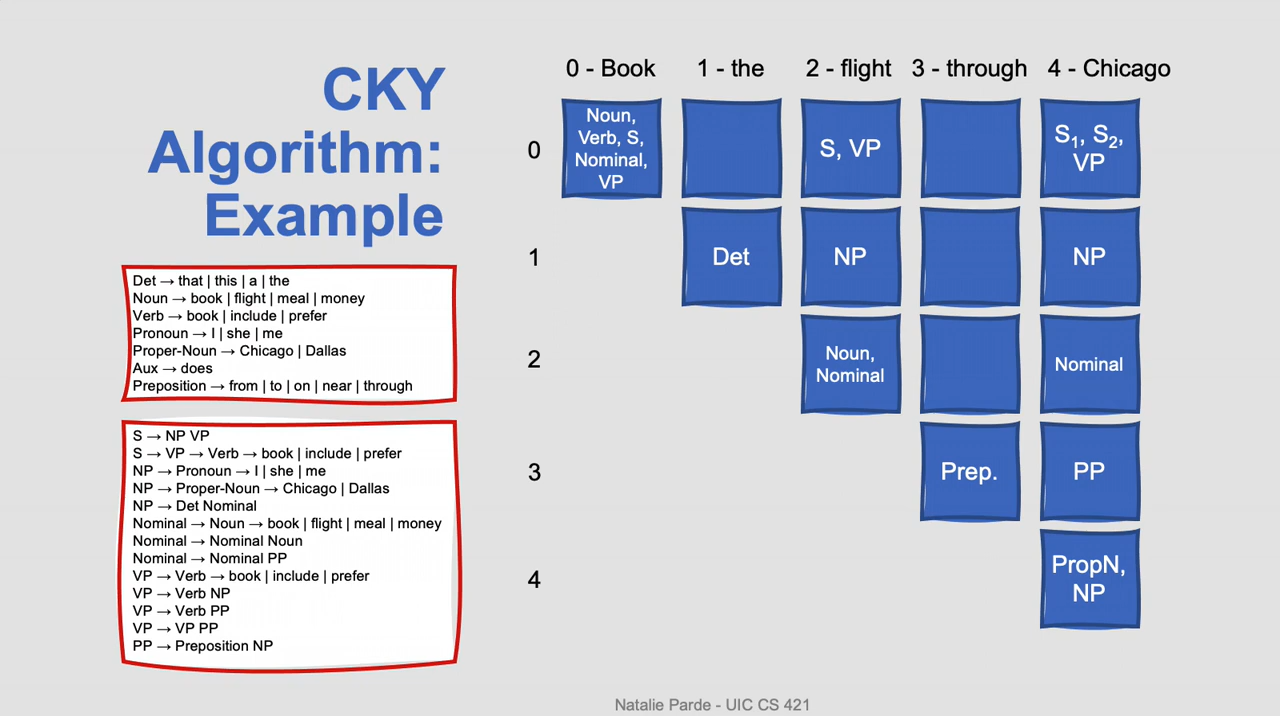 CKY
Algorithm:
Example
Det → that | this | a | the
Noun → book | flight | meal | money
Verb → book | include | prefer
Pronoun → I | she | me
Proper-Noun → Chicago | Dallas
Aux → does
Preposition → from | to | on | near | through
S → NP VP
S → VP → Verb → book | include | prefer
NP → Pronoun → I | she | me
NP → Proper-Noun → Chicago | Dallas
NP → Det Nominal
Nominal → Noun → book | flight | meal | money
Nominal → Nominal Noun
Nominal → Nominal PP
VP → Verb → book | include | prefer
VP → Verb NP
VP → Verb PP
VP → VP PP
PP → Preposition NP
0 - Book 1 - the 2 - flight 3 - through 4 - Chicago
0
Noun,
Verb, S,
Nominal,
VP
S, VP
S₁, S₂,
VP
1
Det
NP
NP
2
Noun,
Nominal
Nominal
3
Prep.
PP
4
PropN,
NP
Natalie Parde - UIC CS 421